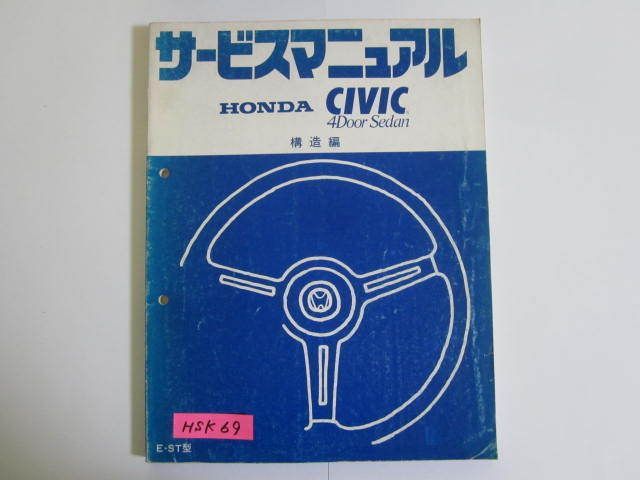 サービスマニュアル
HONDA CIVIC
4Door Sedan
構造編
HSK69
E・ST型